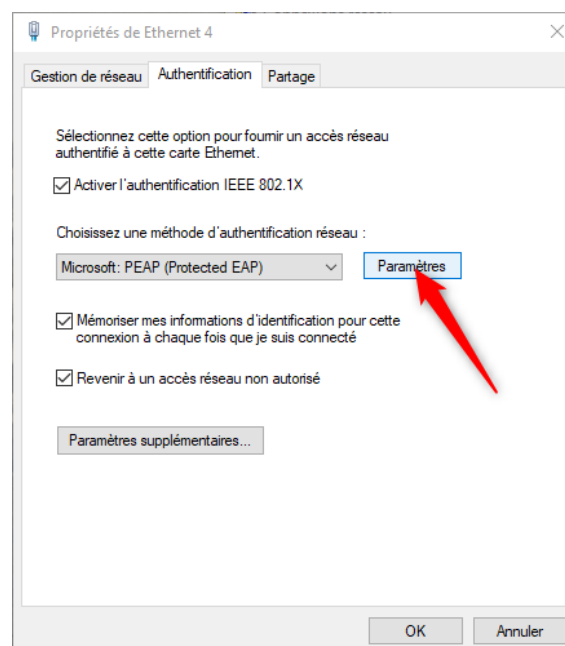 Propriétés de Ethernet 4
Gestion de réseau Authentification Partage
Sélectionnez cette option pour fournir un accès réseau
authentifié à cette carte Ethernet.
Activer l'authentification IEEE 802.1X
Choisissez une méthode d'authentification réseau :
Microsoft: PEAP (Protected EAP) Paramètres
Mémoriser mes informations d'identification pour cette
connexion à chaque fois que je suis connecté
Revenir à un accès réseau non autorisé
Paramètres supplémentaires...
OK Annuler